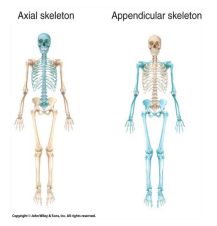 Axial skeleton
Appendicular skeleton
Copyright © John Wiley & Sons, Inc. All rights reserved.